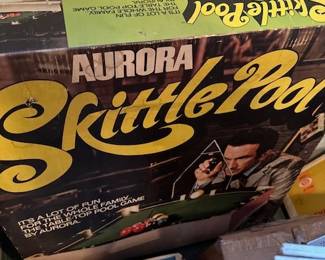 Skittle Pool
IT'S A LOT OF FUN
FOR THE WHOLE FAMILY.
THE TABLE TOP POOL GAME
AURORA
Skittle Pool
IT'S A LOT OF FUN
FOR THE WHOLE FAMILY.
THE TABLE TOP POOL GAME
BY AURORA.